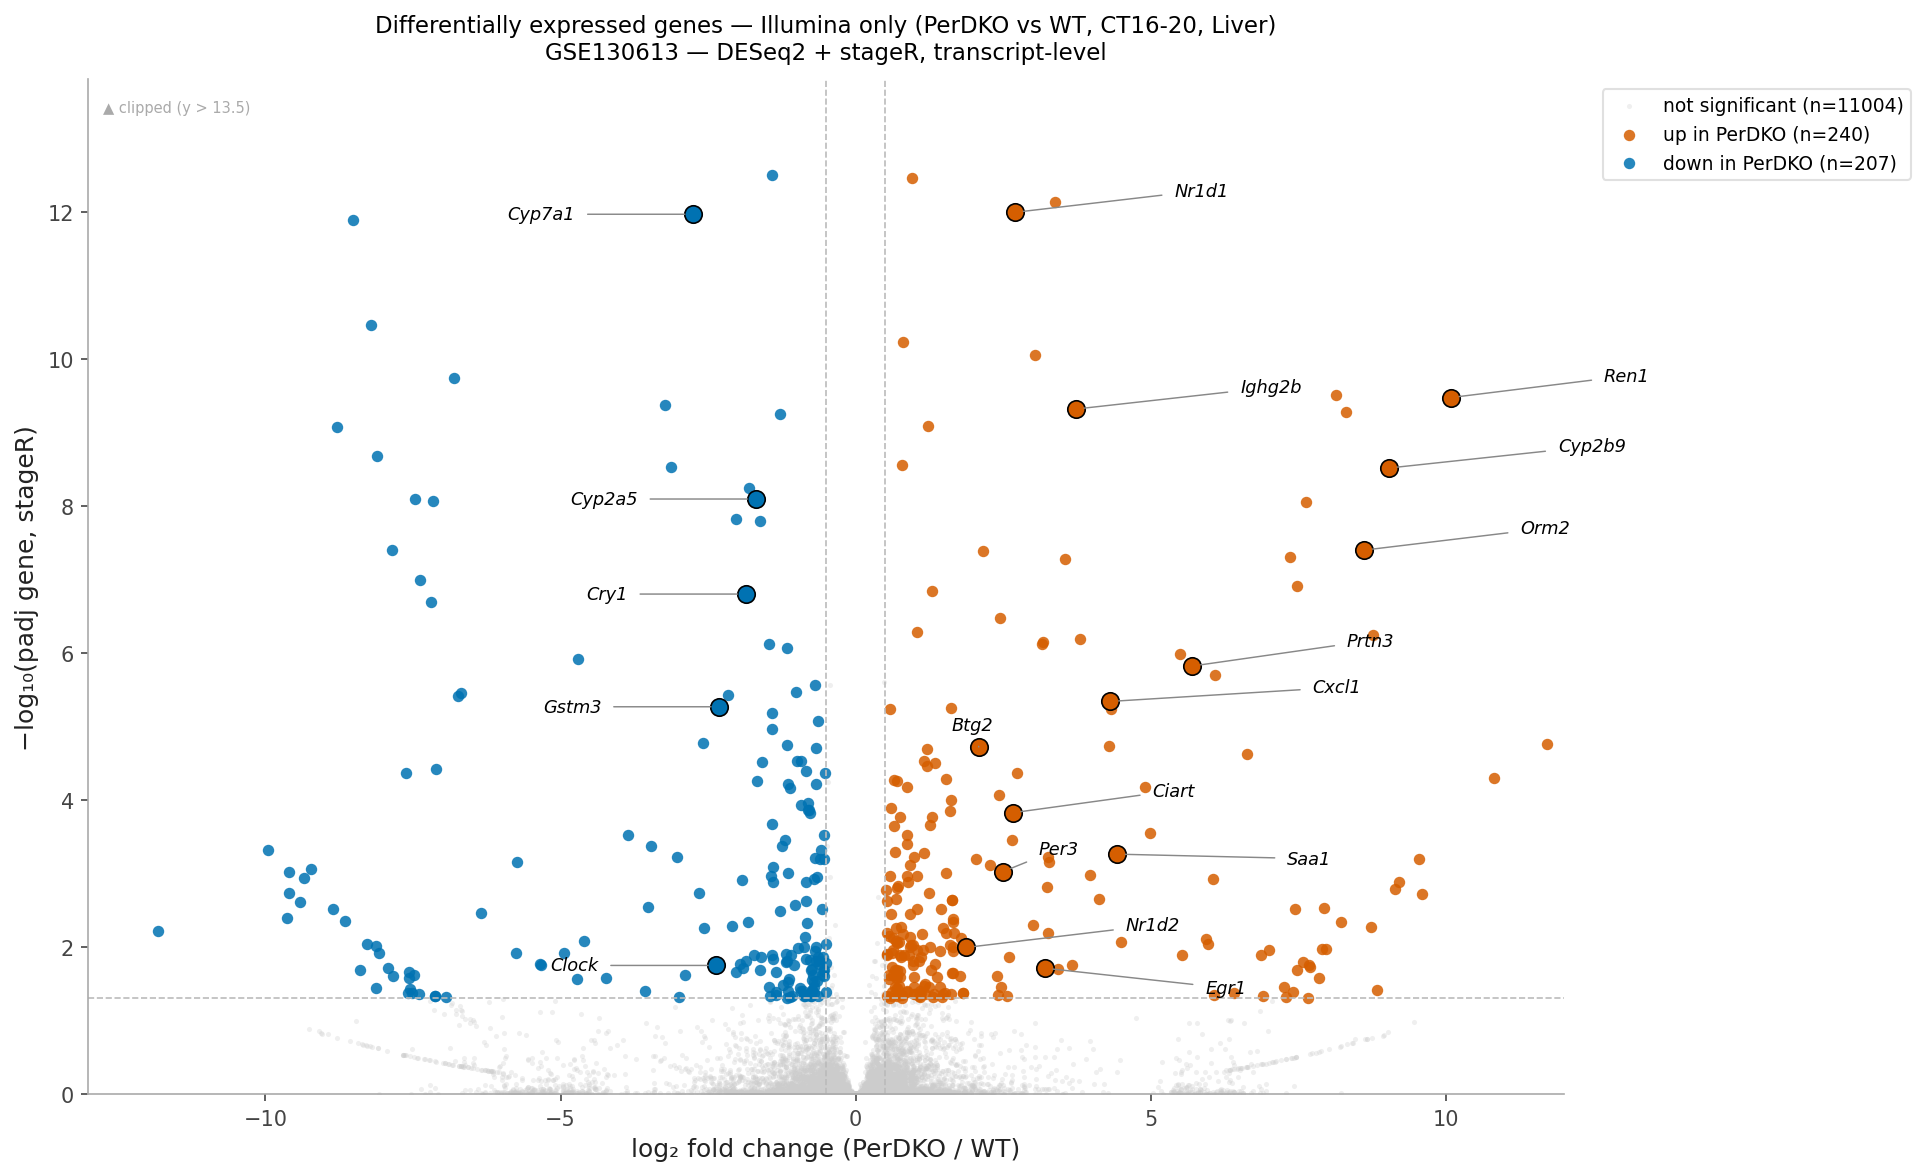 Differentially expressed genes — Illumina only (PerDKO vs WT, CT16-20, Liver)
GSE130613 — DESeq2 + stageR, transcript-level
▲ clipped (y > 13.5)
not significant (n=11004)
up in PerDKO (n=240)
down in PerDKO (n=207)
Nr1d1
Cyp7a1
Ren1
Ighg2b
Cyp2b9
Cyp2a5
Orm2
Cry1
Prtn3
Cxcl1
Gstm3
Btg2
Ciart
Per3
Saa1
Nr1d2
Clock
Egr1
12
10
8
6
4
2
0
−log₁₀(padj gene, stageR)
−10
−5
0
5
10
log₂ fold change (PerDKO / WT)